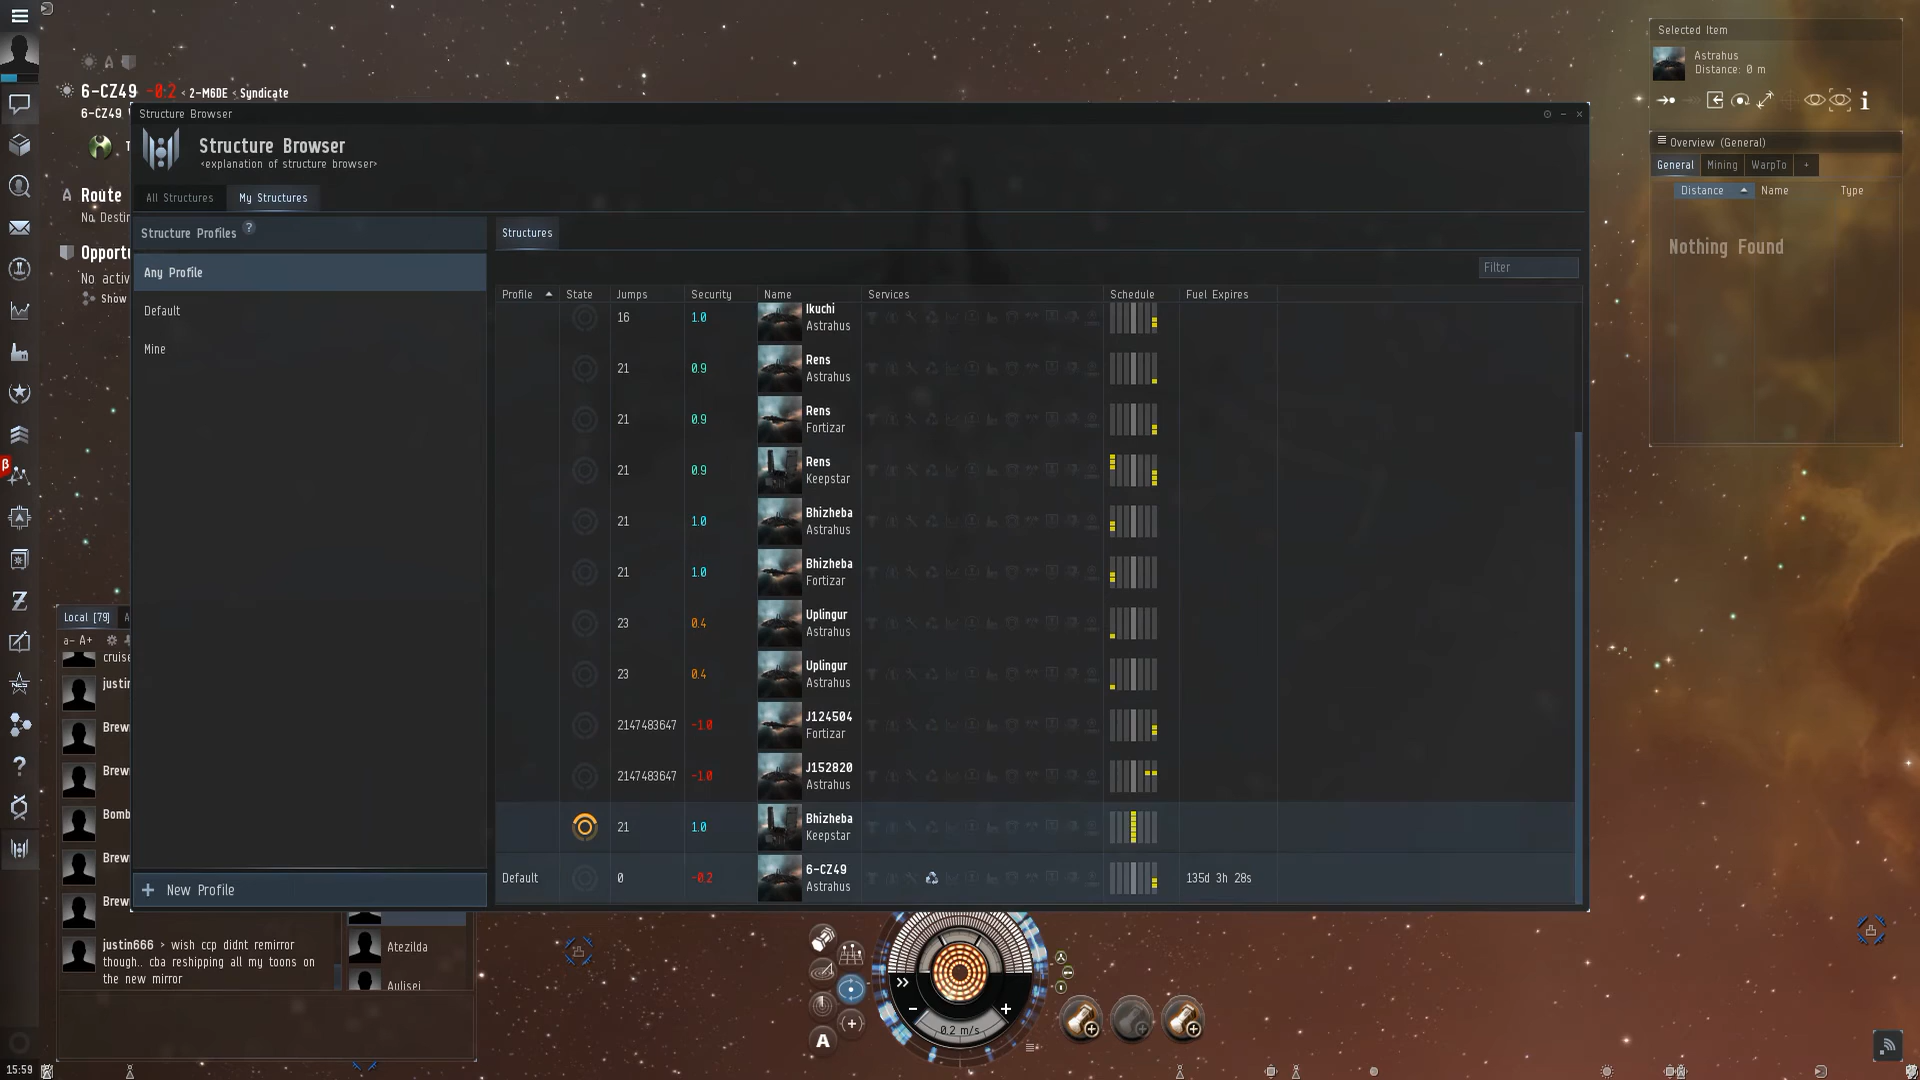 6-CZ49 -0.2 < 2-M6DE < Syndicate
6-CZ49
Route
No Destin
Opportu
No activ
Show
Structure Browser
Structure Browser
<explanation of structure browser>
All Structures My Structures
Structure Profiles ?
Any Profile
Default
Mine
+ New Profile
Structures
Filter
Profile State Jumps Security Name Services Schedule Fuel Expires
16 1.0 Ikuchi
Astrahus
21 0.9 Rens
Astrahus
21 0.9 Rens
Fortizar
21 0.9 Rens
Keepstar
21 1.0 Bhizheba
Astrahus
21 1.0 Bhizheba
Fortizar
23 0.4 Uplingur
Astrahus
23 0.4 Uplingur
Astrahus
2147483647 -1.0 J124504
Fortizar
2147483647 -1.0 J152820
Astrahus
21 1.0 Bhizheba
Keepstar
Default 0 -0.2 6-CZ49 135d 3h 28s
Astrahus
Selected Item
Astrahus
Distance: 0 m
Overview (General)
General Mining WarpTo +
Distance Name Type
Nothing Found
Local [79]
a- A+
cruise
justin
Brew
Brew
Bomb
Brew
Brew
justin666 > wish ccp didnt remirror
though.. cba reshipping all my toons on
the new mirror
Atezilda
Aulisei
0.2 m/s
A
15:59